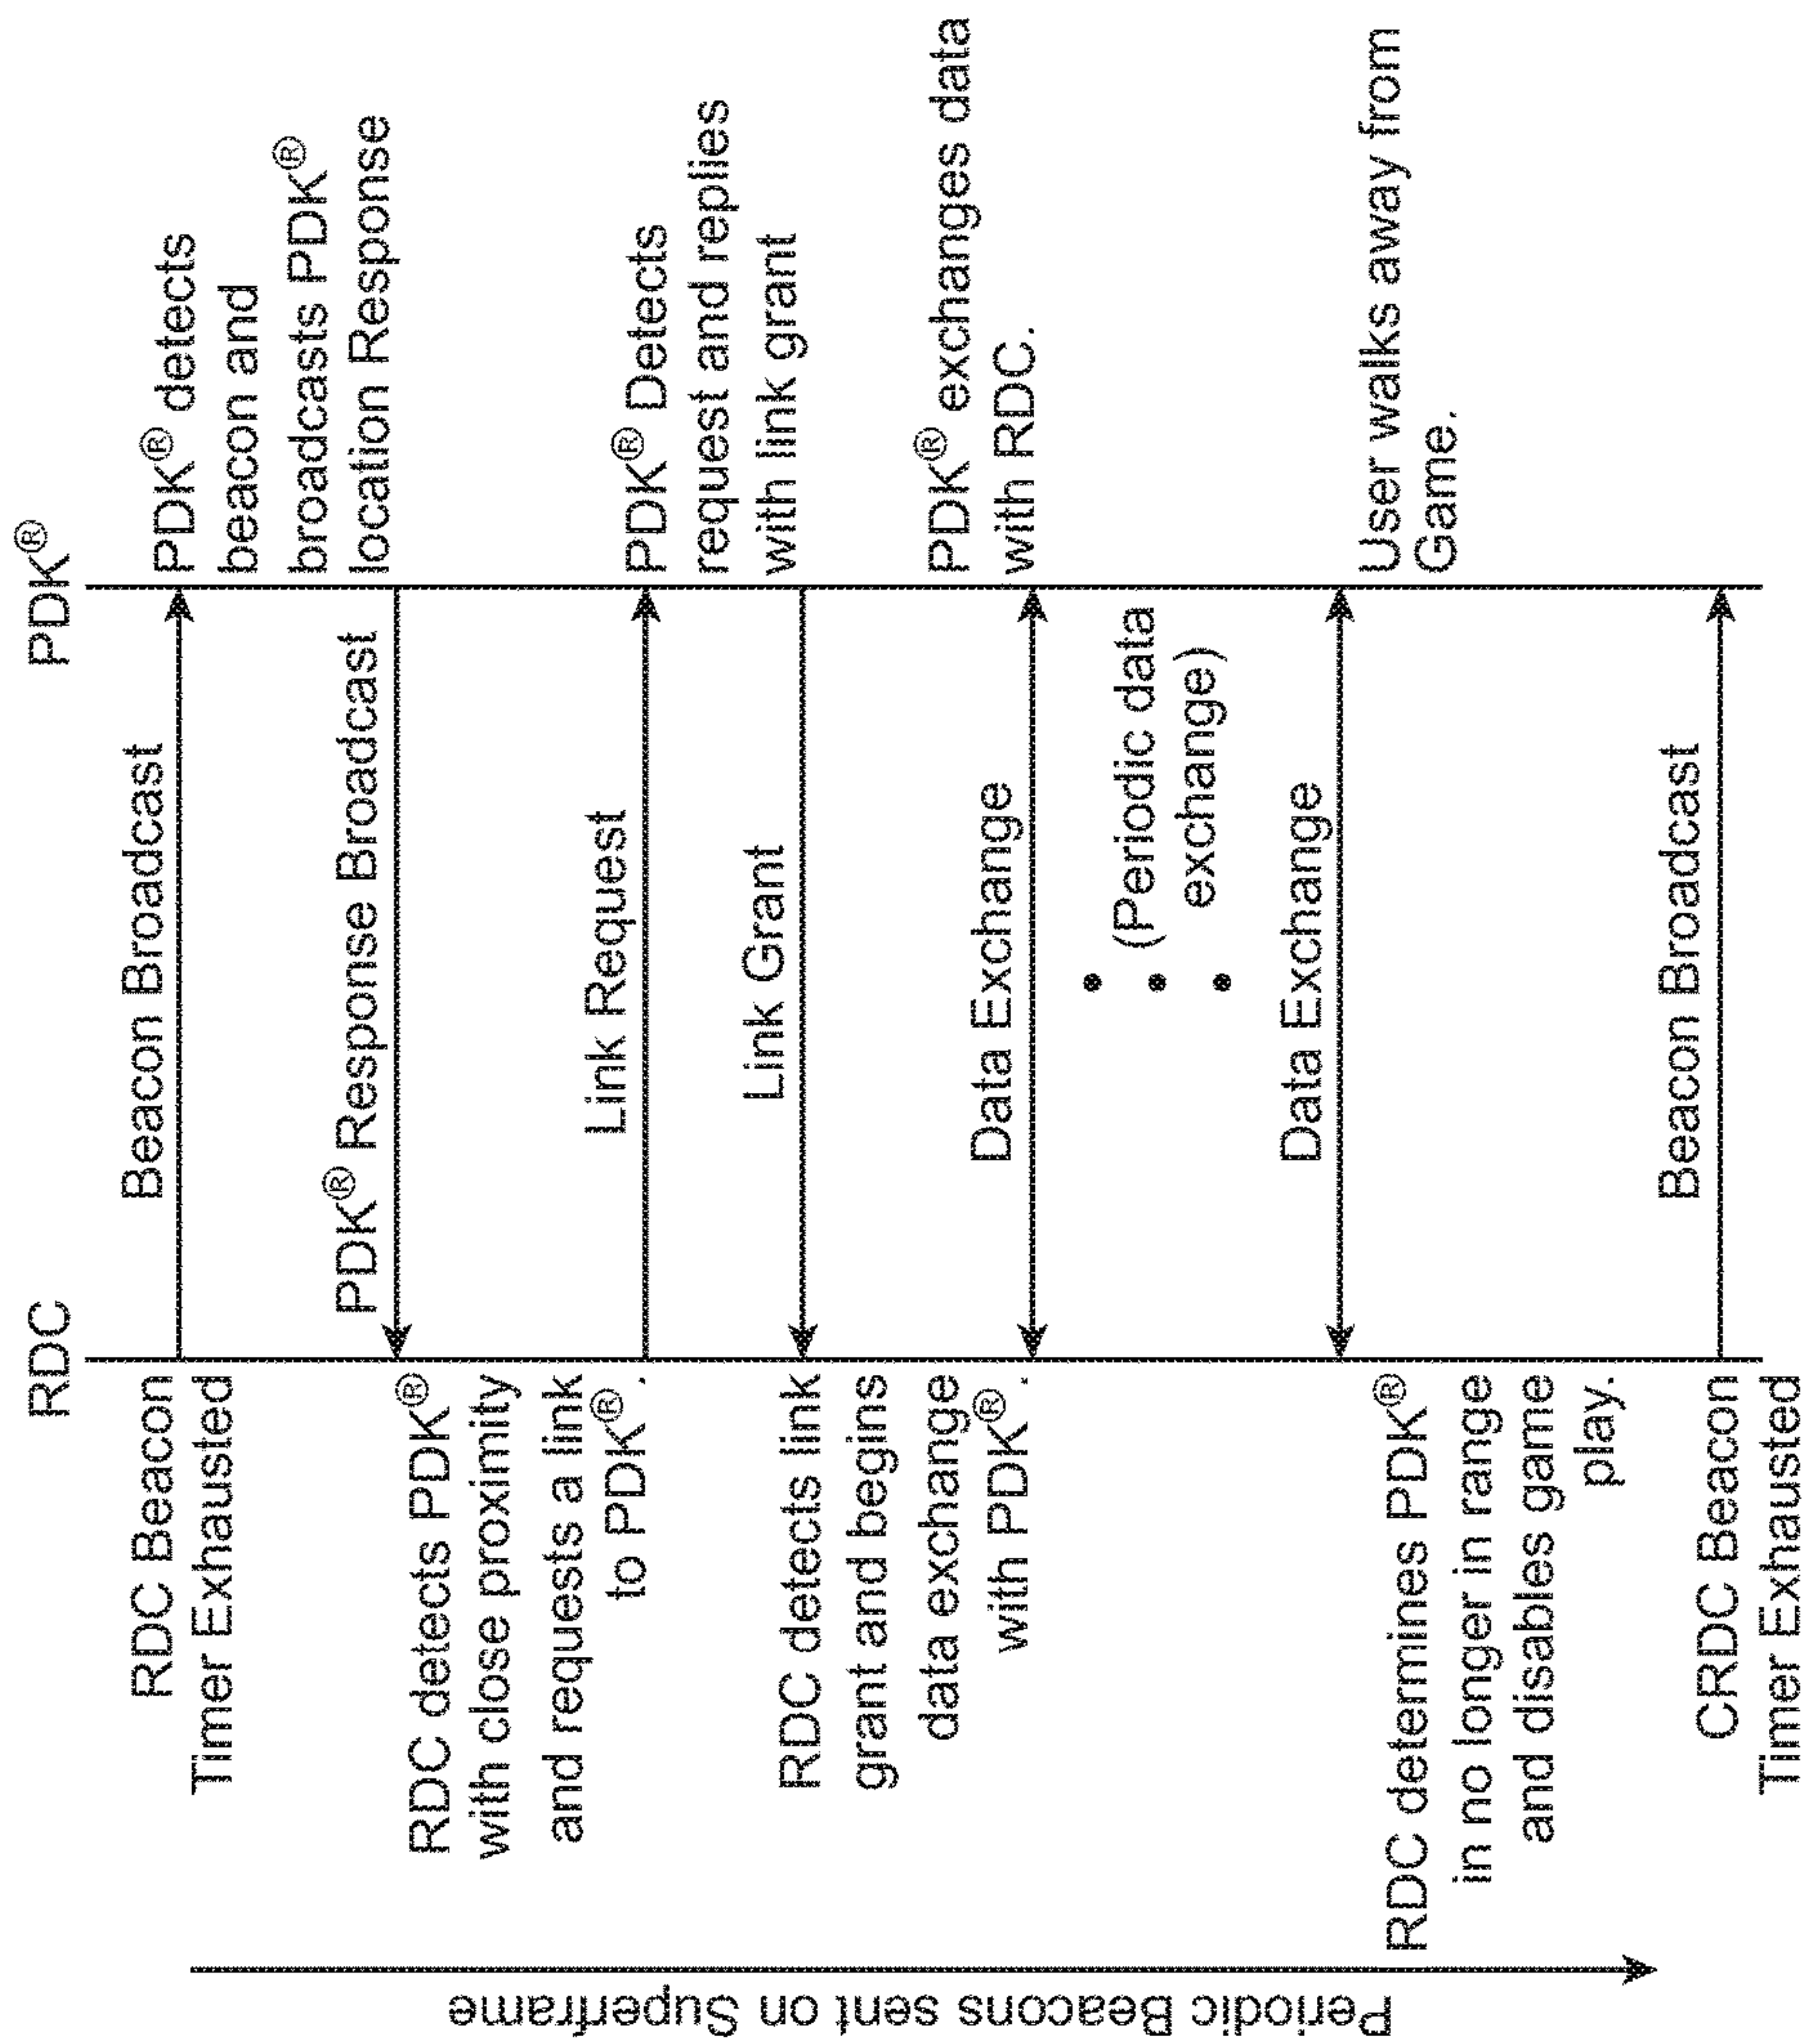 RDC
PDK®
RDC Beacon
Timer Exhausted
Beacon Broadcast
PDK® detects
beacon and
broadcasts PDK®
location Response
PDK® Response Broadcast
RDC detects PDK®
with close proximity
and requests a link
to PDK®.
Link Request
PDK® Detects
request and replies
with link grant
Link Grant
RDC detects link
grant and begins
data exchange
with PDK®.
Data Exchange
PDK® exchanges data
with RDC.
(Periodic data
exchange)
Data Exchange
User walks away from
Game.
RDC determines PDK®
in no longer in range
and disables game
play.
CRDC Beacon
Timer Exhausted
Beacon Broadcast
Periodic Beacons sent on Superframe